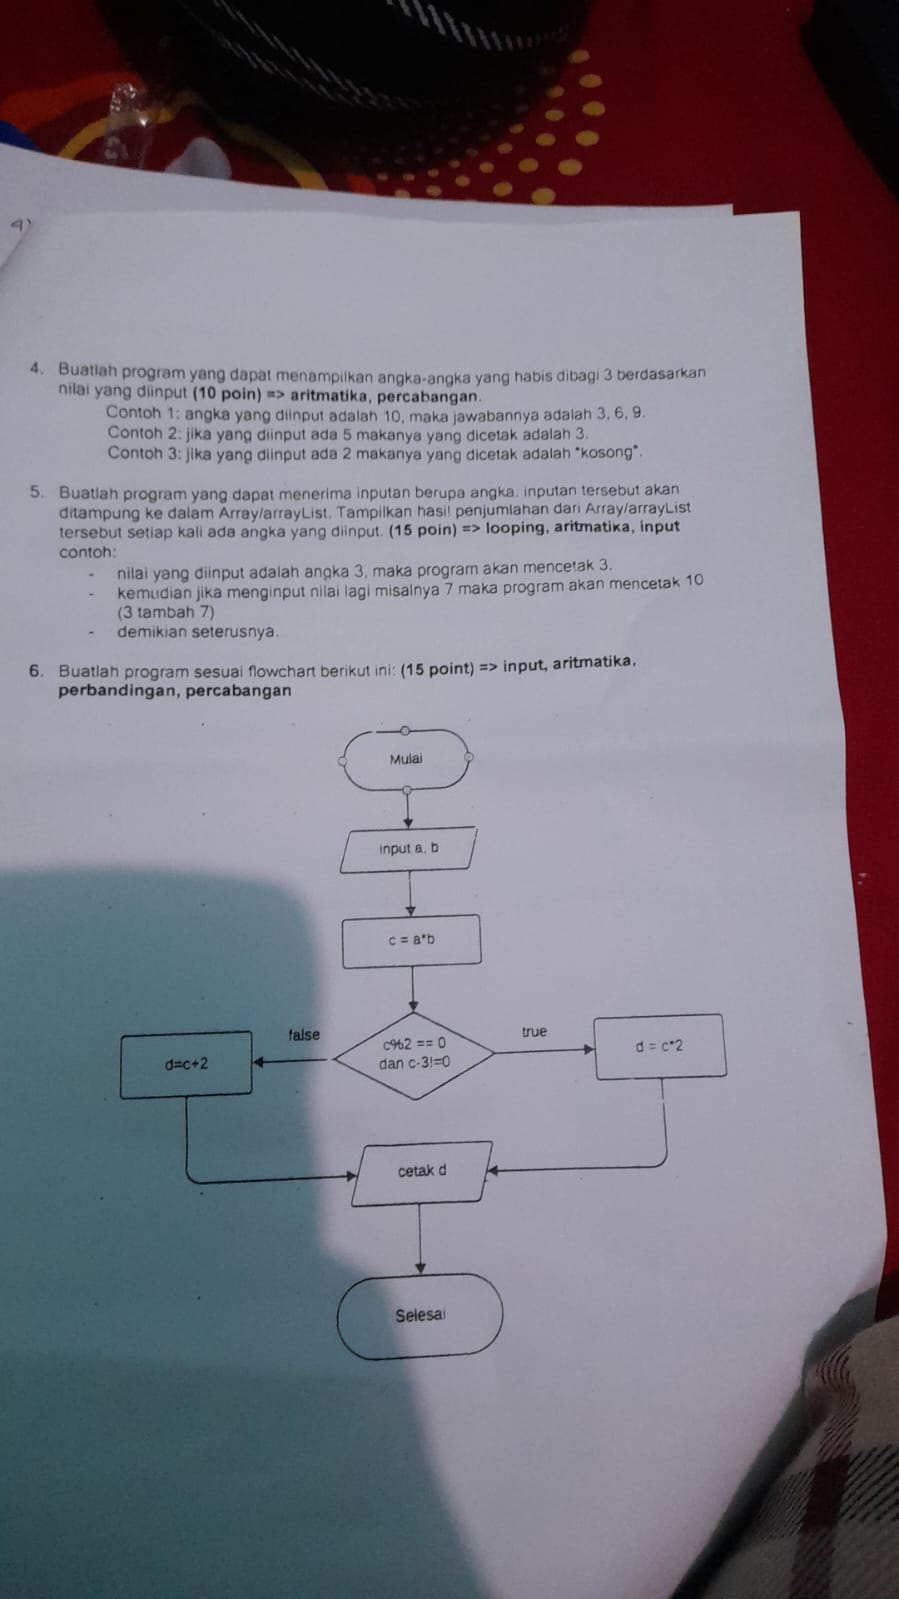 4)
4. Buatlah program yang dapat menampilkan angka-angka yang habis dibagi 3 berdasarkan
nilai yang diinput (10 poin) => aritmatika, percabangan.
Contoh 1: angka yang diinput adalah 10, maka jawabannya adalah 3, 6, 9.
Contoh 2: jika yang diinput ada 5 makanya yang dicetak adalah 3.
Contoh 3: jika yang diinput ada 2 makanya yang dicetak adalah "kosong".
5. Buatlah program yang dapat menerima inputan berupa angka. inputan tersebut akan
ditampung ke dalam Array/arrayList. Tampilkan hasil penjumlahan dari Array/arrayList
tersebut setiap kali ada angka yang diinput. (15 poin) => looping, aritmatika, input
contoh:
- nilai yang diinput adalah angka 3, maka program akan mencetak 3.
- kemudian jika menginput nilai lagi misalnya 7 maka program akan mencetak 10
(3 tambah 7)
- demikian seterusnya.
6. Buatlah program sesuai flowchart berikut ini: (15 point) => input, aritmatika,
perbandingan, percabangan
Mulai
input a, b
c = a*b
false
c%2 == 0
dan c-3!=0
true
d=c+2
d = c*2
cetak d
Selesai